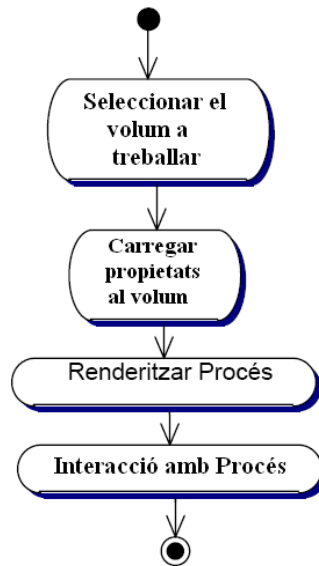 Seleccionar el
volum a
treballar
Carregar
propietats
al volum
Renderitzar Procés
Interacció amb Procés